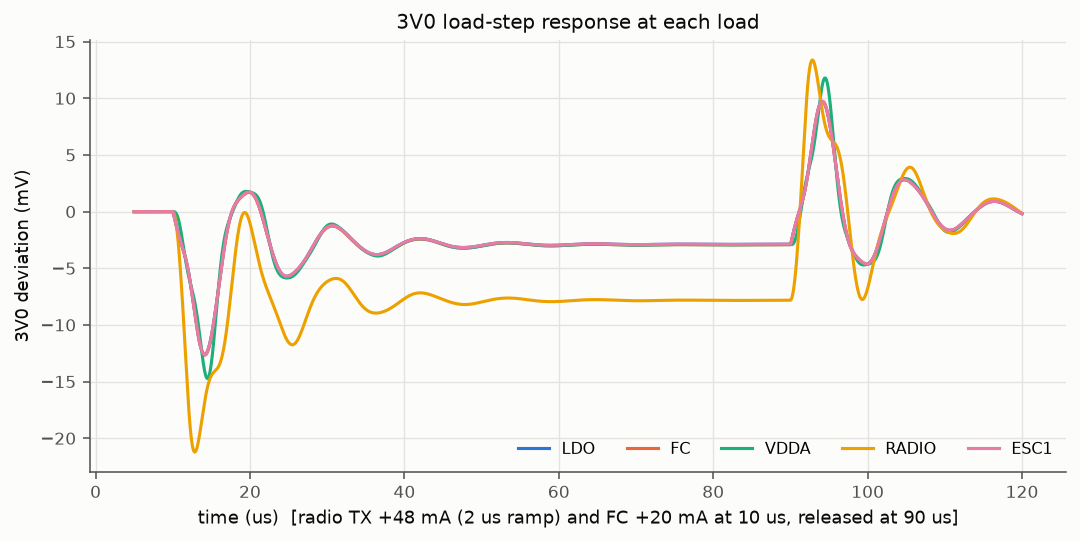 3V0 load-step response at each load
3V0 deviation (mV)
15
10
5
0
−5
−10
−15
−20
LDO FC VDDA RADIO ESC1
0 20 40 60 80 100 120
time (us) [radio TX +48 mA (2 us ramp) and FC +20 mA at 10 us, released at 90 us]